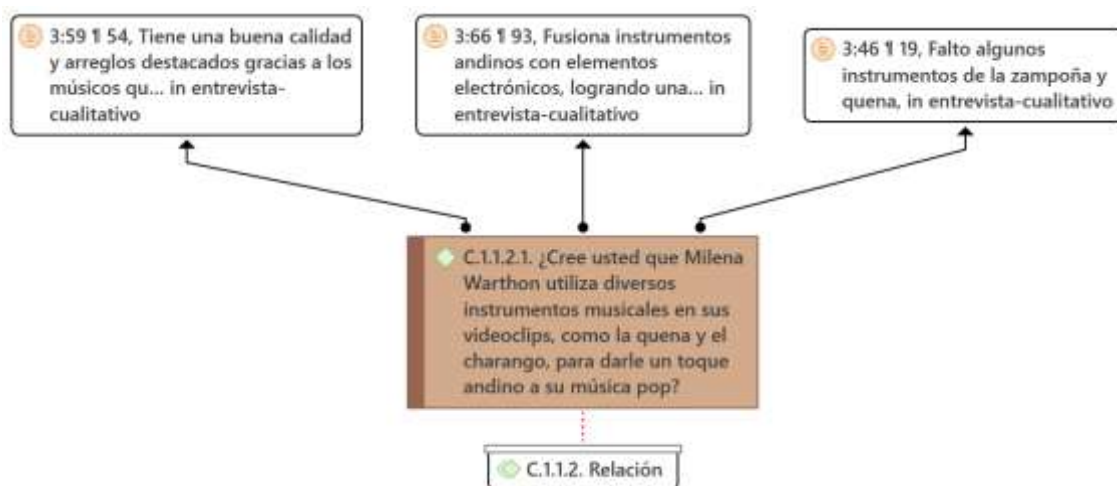 3:59 ¶ 54, Tiene una buena calidad
y arreglos destacados gracias a los
músicos qu... in entrevista-
cualitativo
3:66 ¶ 93, Fusiona instrumentos
andinos con elementos
electrónicos, logrando una... in
entrevista-cualitativo
3:46 ¶ 19, Falto algunos
instrumentos de la zampoña y
quena, in entrevista-cualitativo
C.1.1.2.1. ¿Cree usted que Milena
Warthon utiliza diversos
instrumentos musicales en sus
videoclips, como la quena y el
charango, para darle un toque
andino a su música pop?
C.1.1.2. Relación